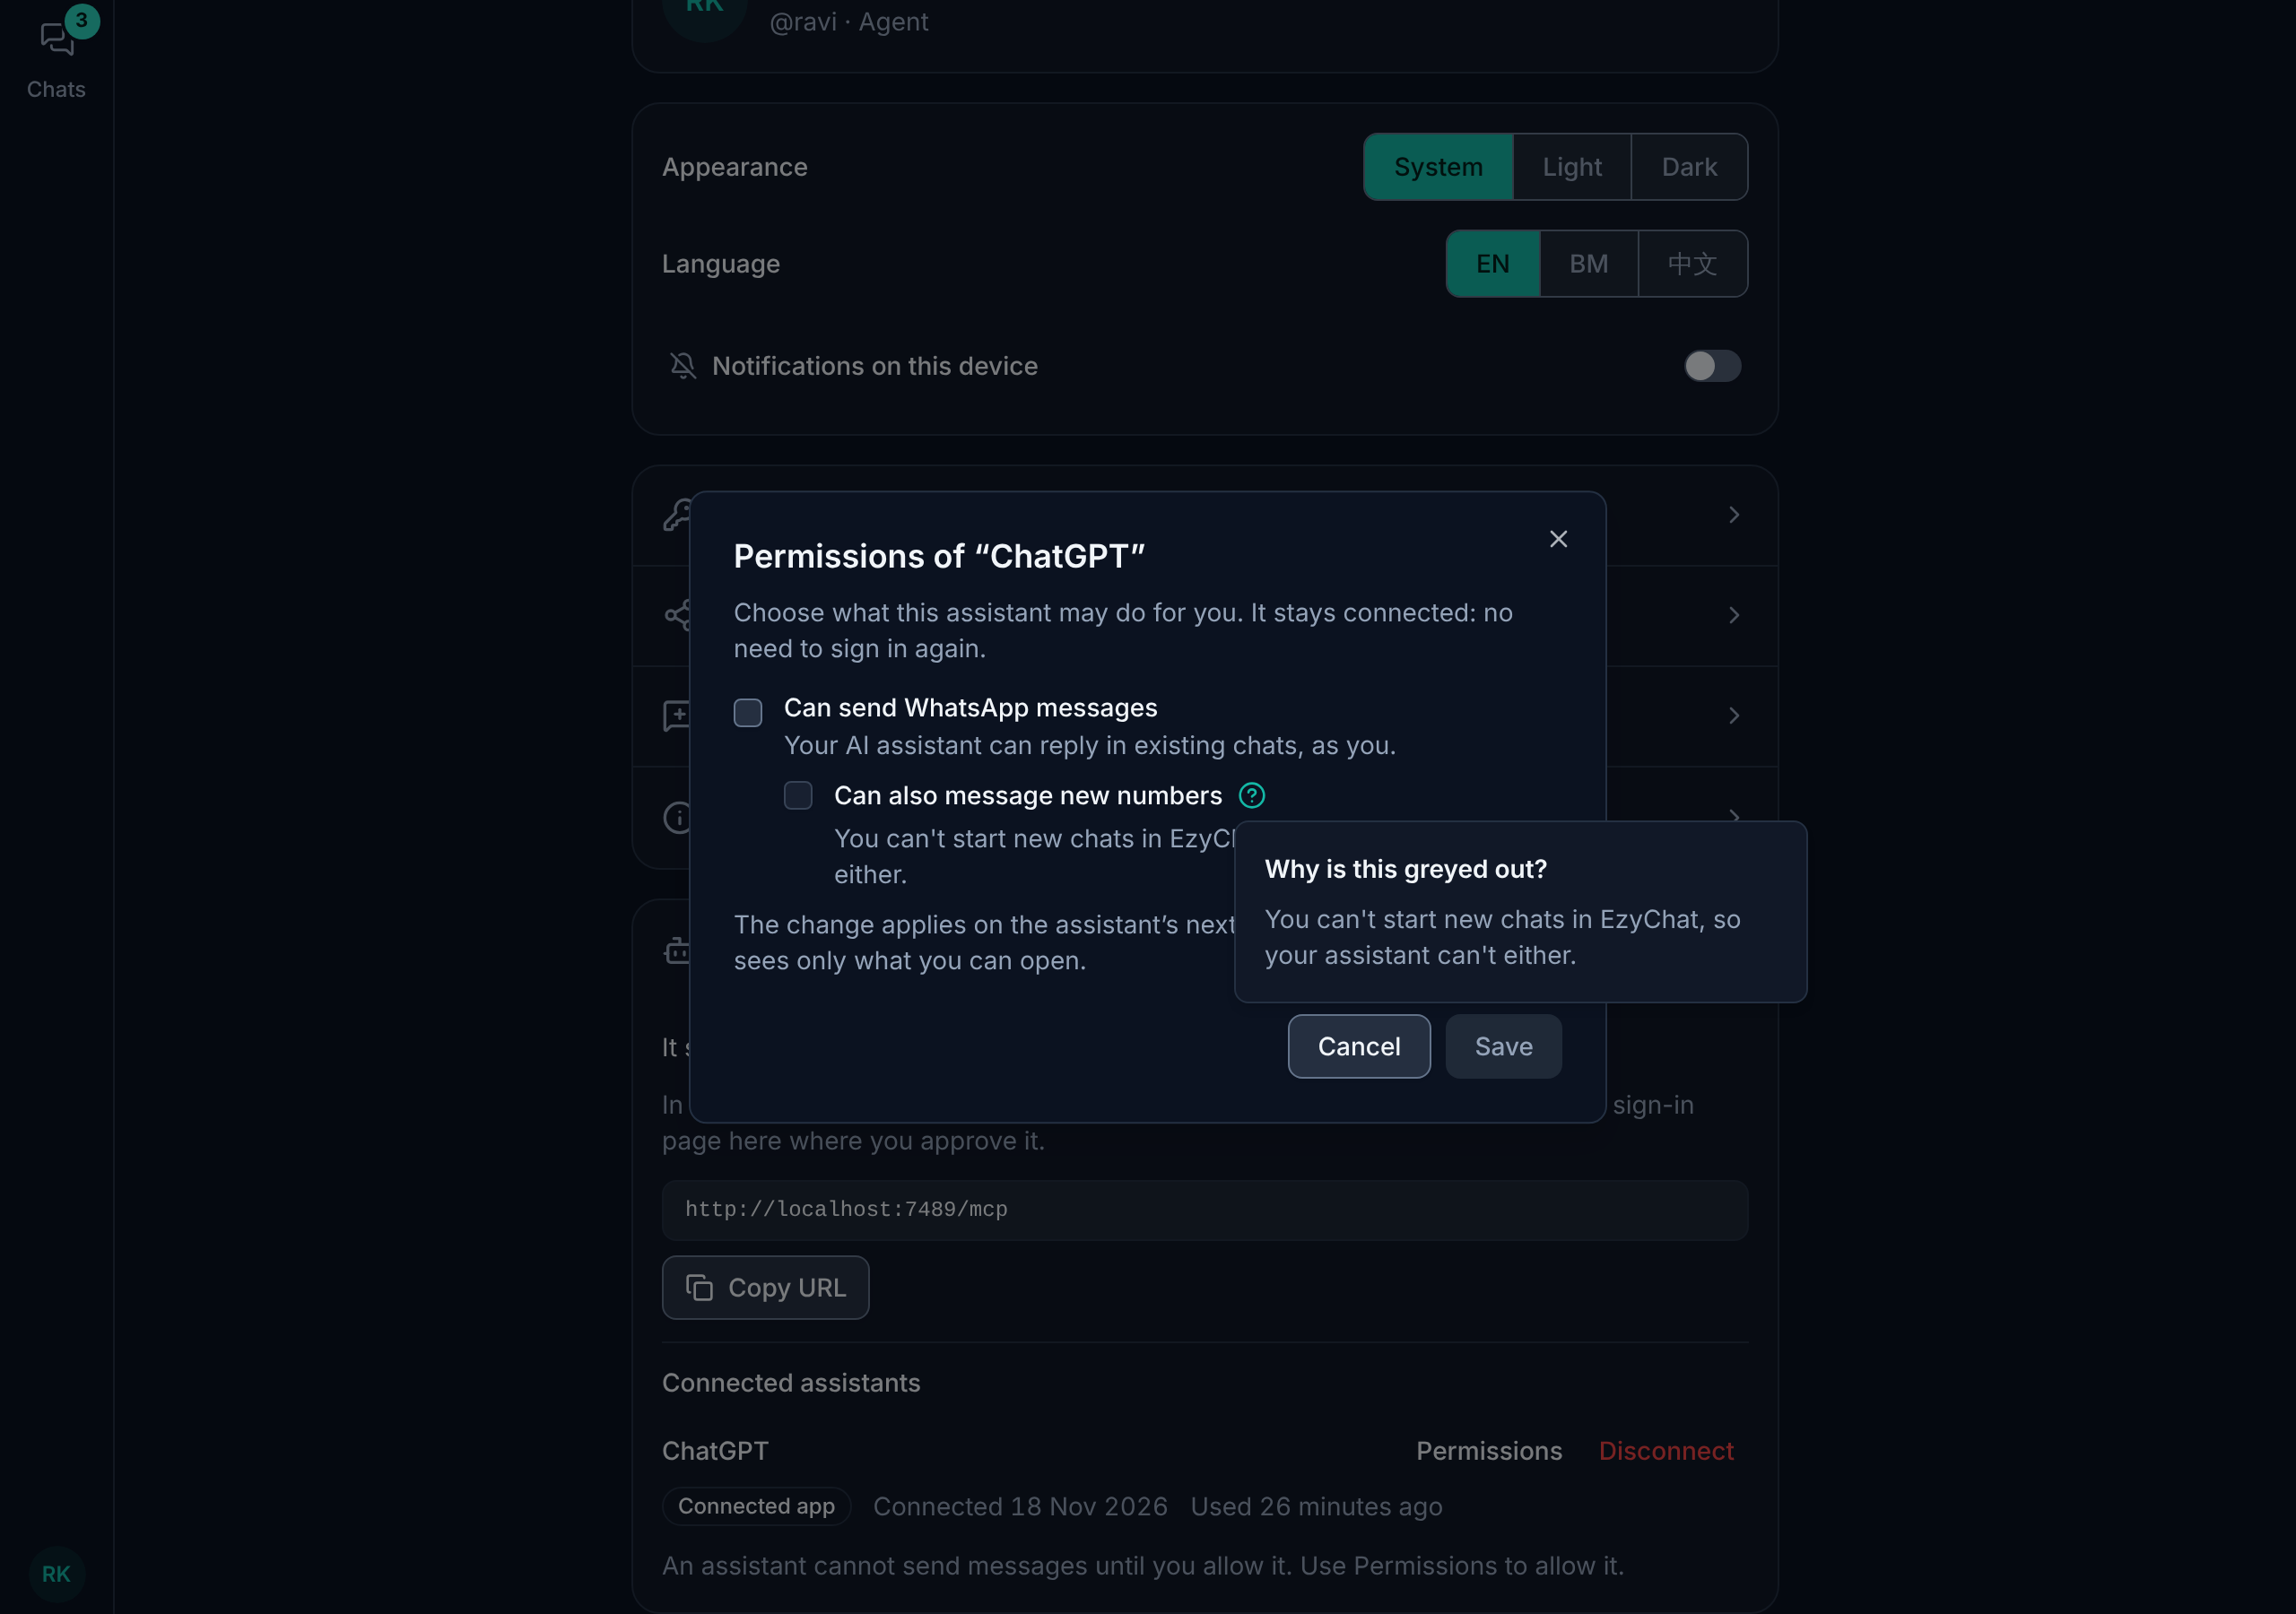 3
Chats
RK
@ravi · Agent
Appearance
System
Light
Dark
Language
EN
BM
中文
Notifications on this device
Permissions of “ChatGPT”
Choose what this assistant may do for you. It stays connected: no
need to sign in again.
Can send WhatsApp messages
Your AI assistant can reply in existing chats, as you.
Can also message new numbers
You can't start new chats in
either.
Why is this greyed out?
You can't start new chats in EzyChat, so
your assistant can't either.
The change applies on the assistant’s next
sees only what you can open.
Cancel
Save
It
In
sign-in
page here where you approve it.
http://localhost:7489/mcp
Copy URL
Connected assistants
ChatGPT
Permissions
Disconnect
Connected app
Connected 18 Nov 2026
Used 26 minutes ago
An assistant cannot send messages until you allow it. Use Permissions to allow it.
RK